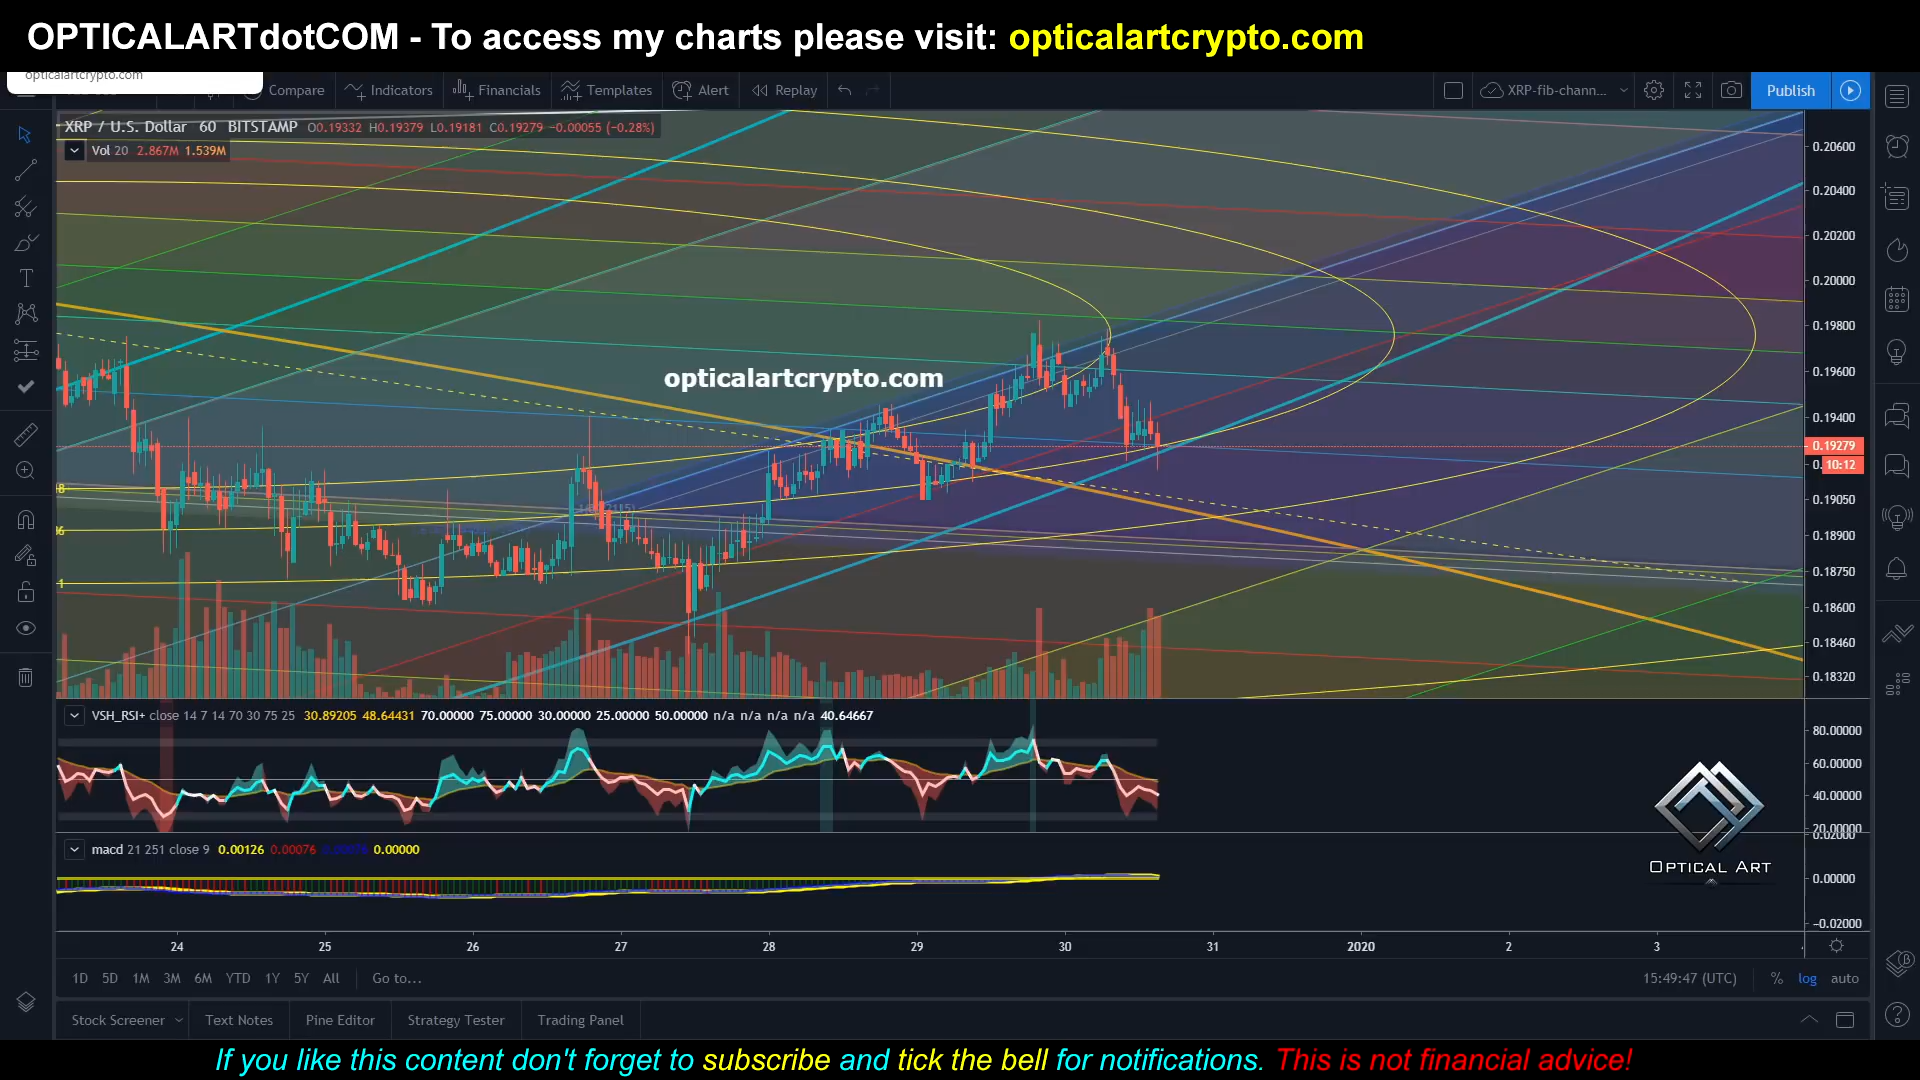 OPTICALARTdotCOM - To access my charts please visit: opticalartcrypto.com
opticalartcrypto.com
Compare Indicators Financials Templates Alert Replay XRP-fib-chann... Publish
XRP / U.S. Dollar 60 BITSTAMP O0.19332 H0.19379 L0.19181 C0.19279 −0.00055 (−0.28%)
Vol 20 2.867M 1.539M
0.20600
0.20400
0.20200
0.20000
0.19800
0.19600
0.19400
0.19279
10:12
0.19050
0.18900
0.18750
0.18600
0.18460
0.18320
opticalartcrypto.com
VSH_RSI+ close 14 7 14 70 30 75 25 30.89205 48.64431 70.00000 75.00000 30.00000 25.00000 50.00000 n/a n/a n/a n/a 40.64667
80.00000
60.00000
40.00000
20.00000
OPTICAL ART
macd 21 251 close 9 0.00126 0.00076 0.00000
0.02000
0.00000
−0.02000
24 25 26 27 28 29 30 31 2020 2 3
1D 5D 1M 3M 6M YTD 1Y 5Y All Go to... 15:49:47 (UTC) % log auto
Stock Screener Text Notes Pine Editor Strategy Tester Trading Panel
If you like this content don't forget to subscribe and tick the bell for notifications. This is not financial advice!